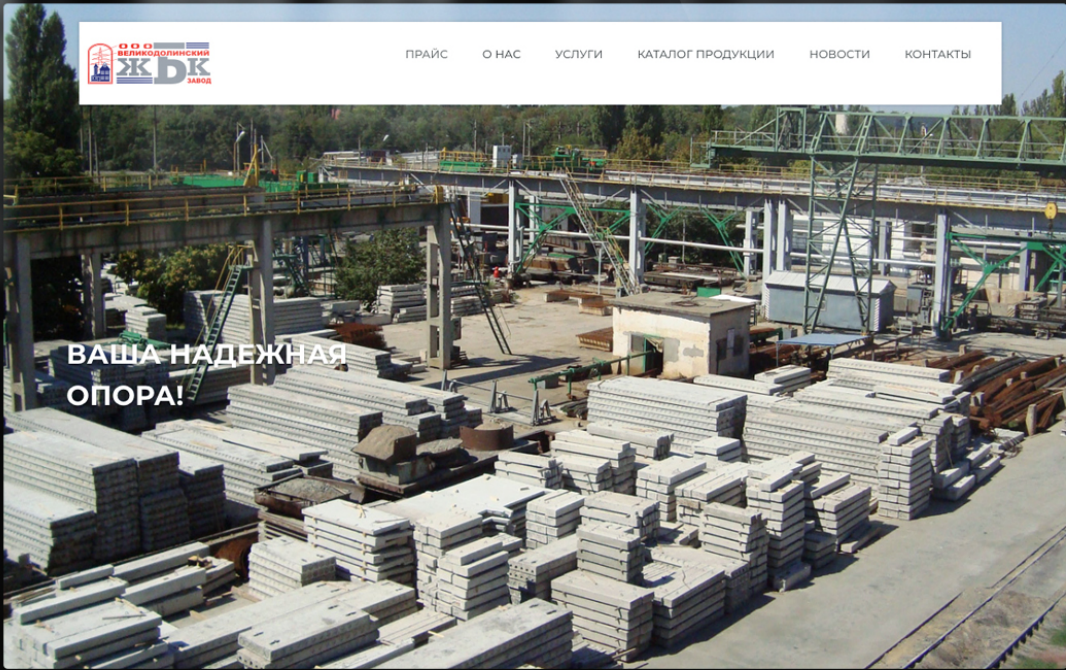 ООО
ВЕЛИКОДОЛИНСКИЙ
ЖБК
ЗАВОД
ПРАЙС О НАС УСЛУГИ КАТАЛОГ ПРОДУКЦИИ НОВОСТИ КОНТАКТЫ
ВАША НАДЕЖНАЯ
ОПОРА!